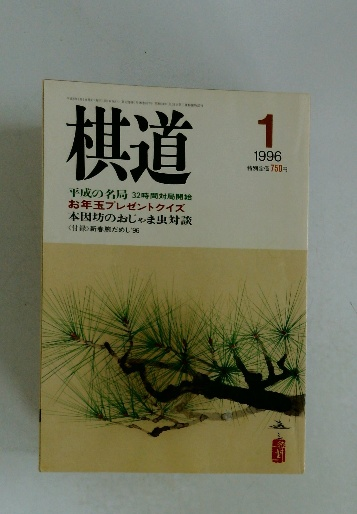 棋道
1
1996
特別定価750円
平成の名局 32時間対局開始
お年玉プレゼントクイズ
本因坊のおじゃま虫対談
〈付録〉新春腕だめし'96